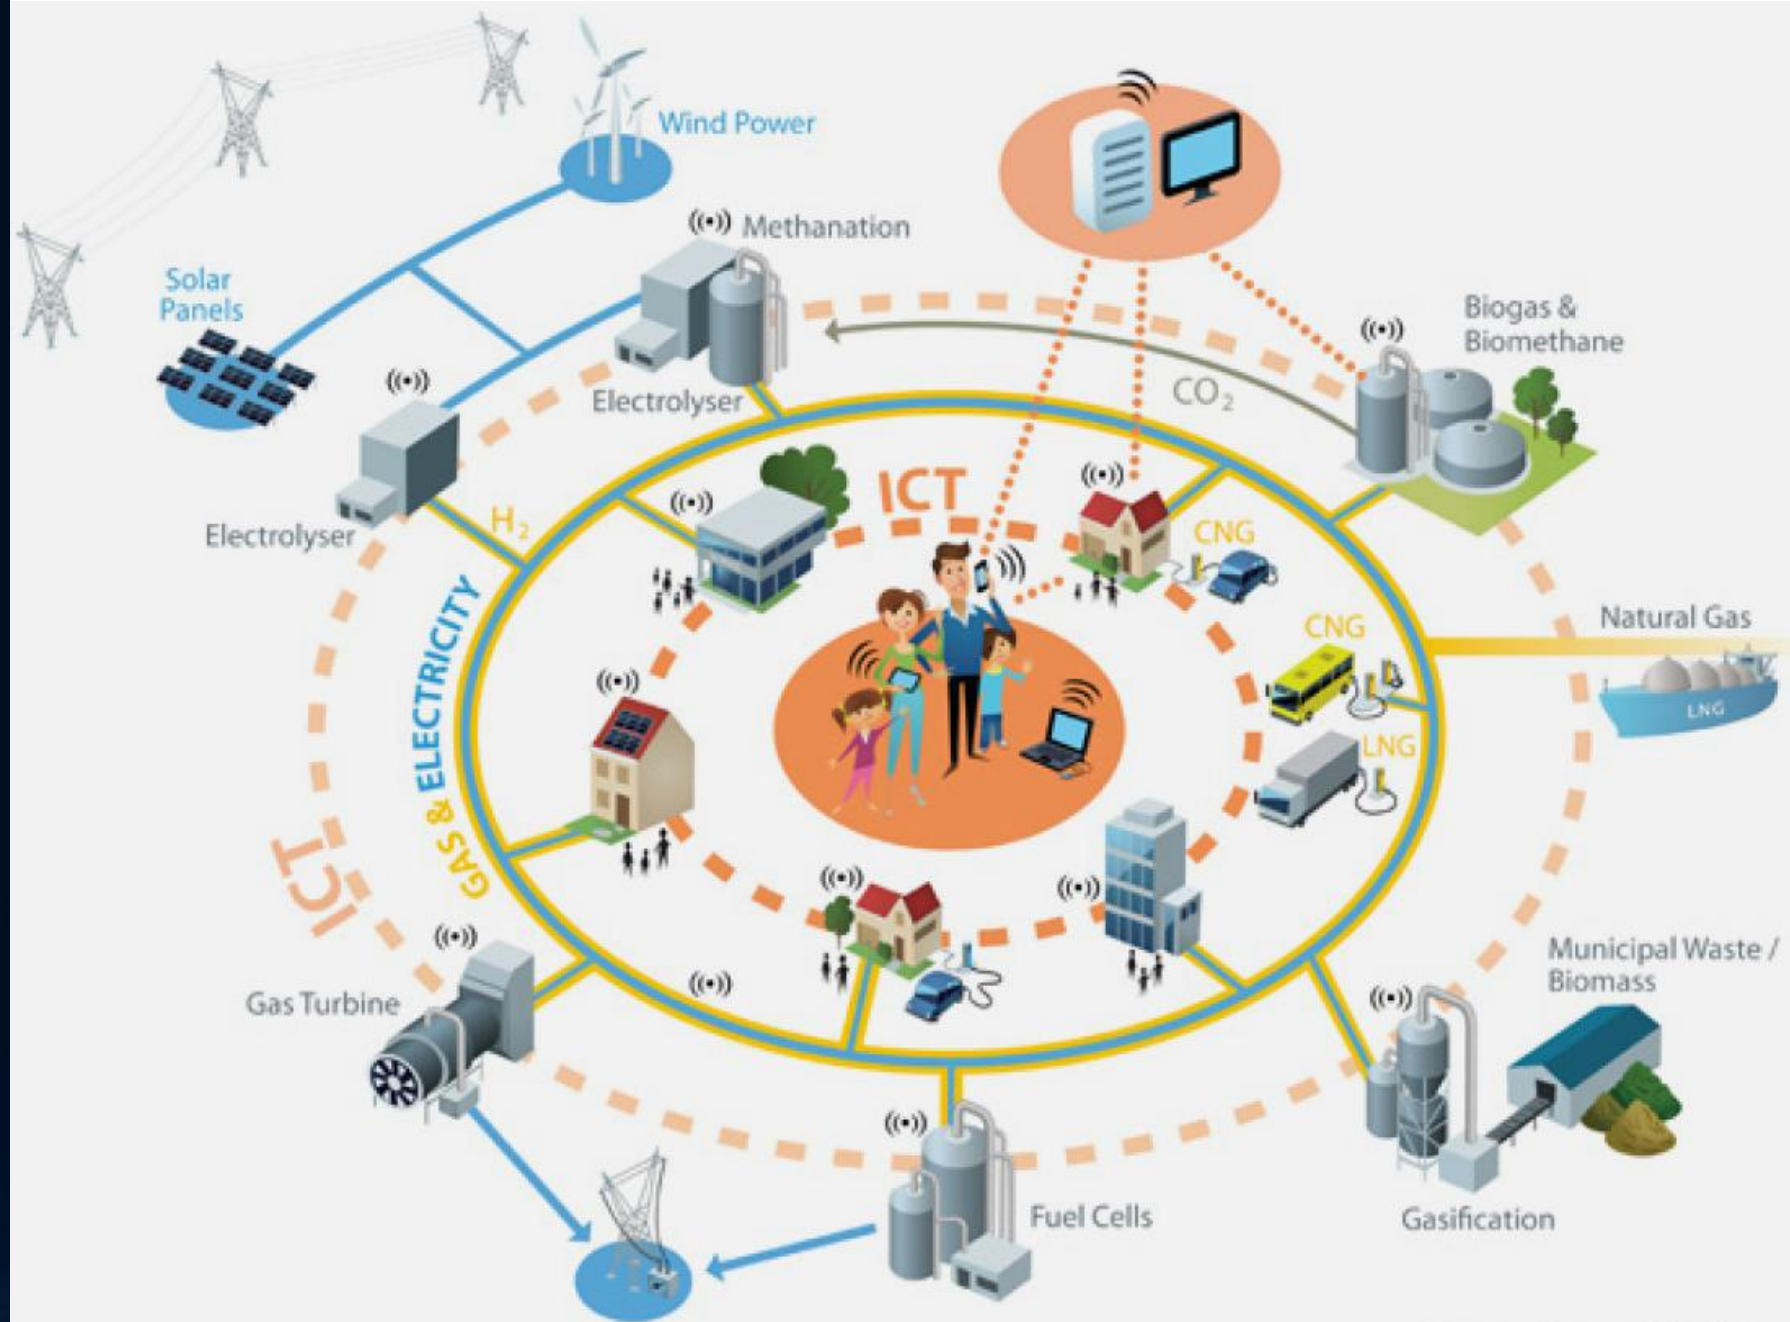 Wind Power
Methanation
Solar
Panels
Biogas &
Biomethane
CO2
Electrolyser
ICT
H2
CNG
Electrolyser
Natural Gas
CNG
GAS & ELECTRICITY
LNG
LNG
ICT
Municipal Waste /
Biomass
Gas Turbine
Fuel Cells
Gasification